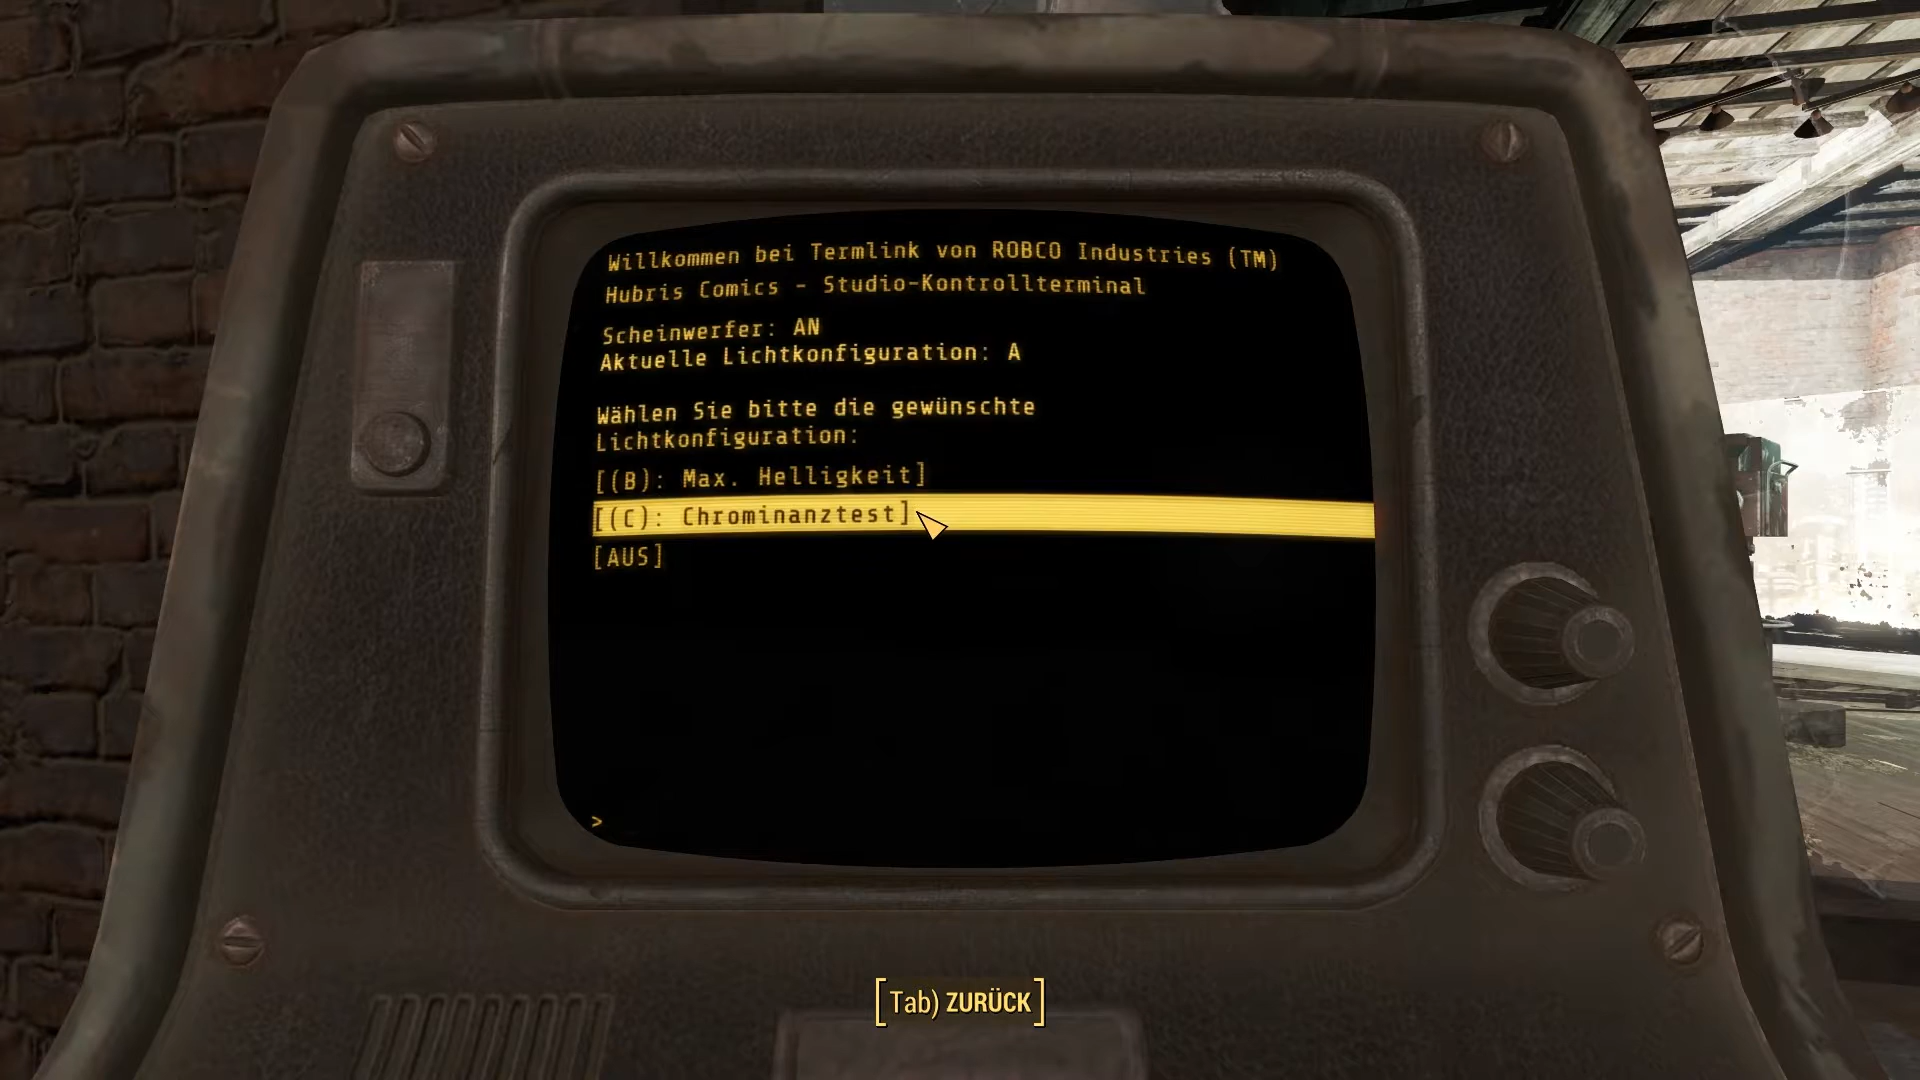 Willkommen bei Termlink von ROBCO Industries (TM)
Hubris Comics - Studio-Kontrollterminal
Scheinwerfer: AN
Aktuelle Lichtkonfiguration: A
Wählen Sie bitte die gewünschte
Lichtkonfiguration:
[(B): Max. Helligkeit]
[(C): Chrominanztest]
[AUS]
>
[Tab) ZURÜCK]